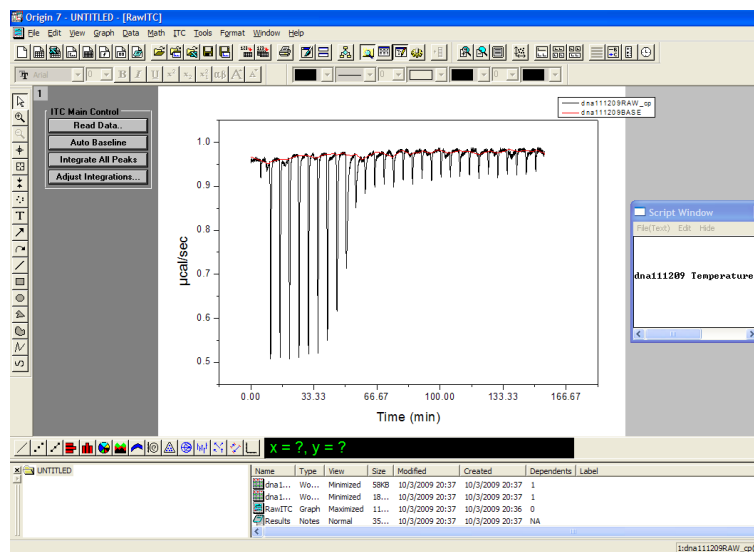 Origin 7 - UNTITLED - [RawITC]
File Edit View Graph Data Math ITC Tools Format Window Help
Arial 0 B I U
1
ITC Main Control
Read Data..
Auto Baseline
Integrate All Peaks
Adjust Integrations...
dna111209RAW_cp
dna111209BASE
1.0
0.9
0.8
0.7
0.6
0.5
µcal/sec
0.00 33.33 66.67 100.00 133.33 166.67
Time (min)
Script Window
File(Text) Edit Hide
dna111209 Temperature
x = ?, y = ?
UNTITLED
Name Type View Size Modified Created Dependents Label
dna1... Wo... Minimized 58KB 10/3/2009 20:37 10/3/2009 20:37 1
dna1... Wo... Minimized 18... 10/3/2009 20:37 10/3/2009 20:37 1
RawITC Graph Maximized 11... 10/3/2009 20:37 10/3/2009 20:36 0
Results Notes Normal 35... 10/3/2009 20:37 10/3/2009 20:37 NA
1:dna111209RAW_cp